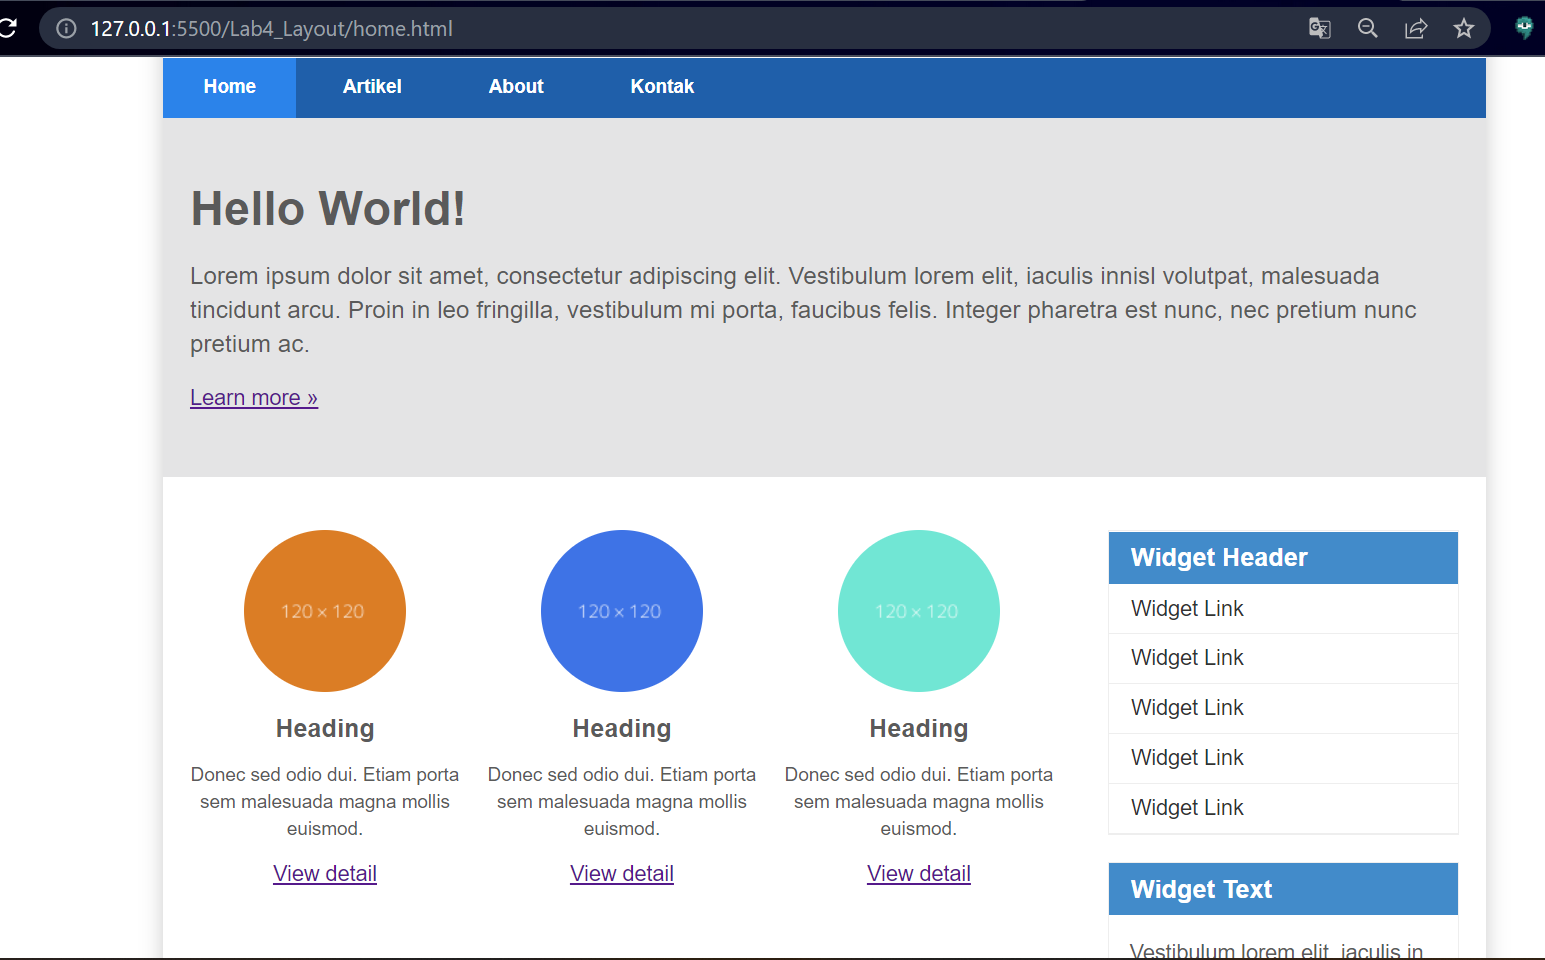 127.0.0.1:5500/Lab4_Layout/home.html
Home Artikel About Kontak
Hello World!
Lorem ipsum dolor sit amet, consectetur adipiscing elit. Vestibulum lorem elit, iaculis innisl volutpat, malesuada
tincidunt arcu. Proin in leo fringilla, vestibulum mi porta, faucibus felis. Integer pharetra est nunc, nec pretium nunc
pretium ac.
Learn more »
120 × 120
Heading
Donec sed odio dui. Etiam porta
sem malesuada magna mollis
euismod.
View detail
120 × 120
Heading
Donec sed odio dui. Etiam porta
sem malesuada magna mollis
euismod.
View detail
120 × 120
Heading
Donec sed odio dui. Etiam porta
sem malesuada magna mollis
euismod.
View detail
Widget Header
Widget Link
Widget Link
Widget Link
Widget Link
Widget Link
Widget Text
Vestibulum lorem elit, iaculis in